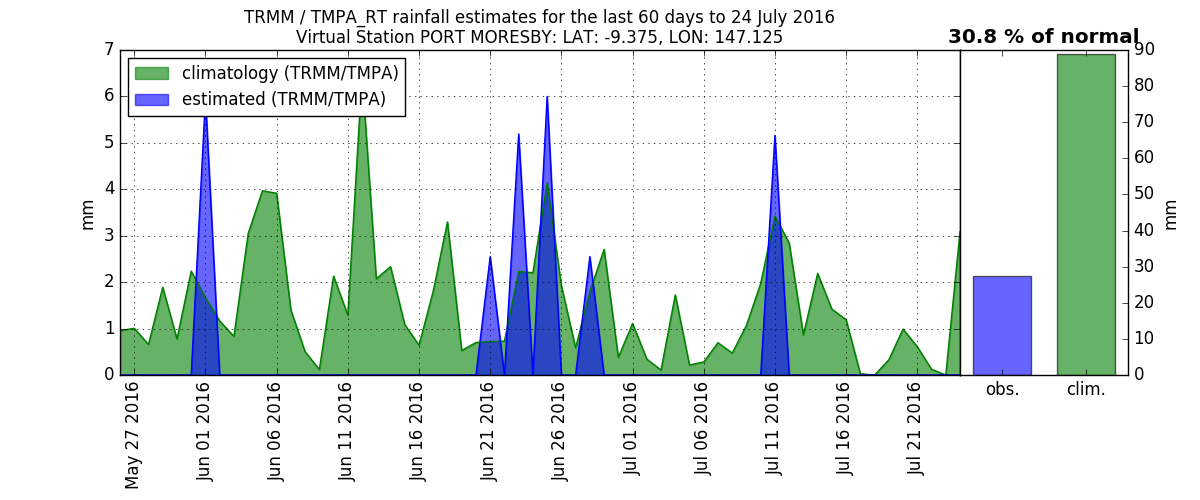 TRMM / TMPA_RT rainfall estimates for the last 60 days to 24 July 2016
Virtual Station PORT MORESBY: LAT: -9.375, LON: 147.125
30.8 % of normal
climatology (TRMM/TMPA)
estimated (TRMM/TMPA)
7
6
5
4
3
2
1
0
mm
May 27 2016
Jun 01 2016
Jun 06 2016
Jun 11 2016
Jun 16 2016
Jun 21 2016
Jun 26 2016
Jul 01 2016
Jul 06 2016
Jul 11 2016
Jul 16 2016
Jul 21 2016
obs.
clim.
90
80
70
60
50
40
30
20
10
0
mm